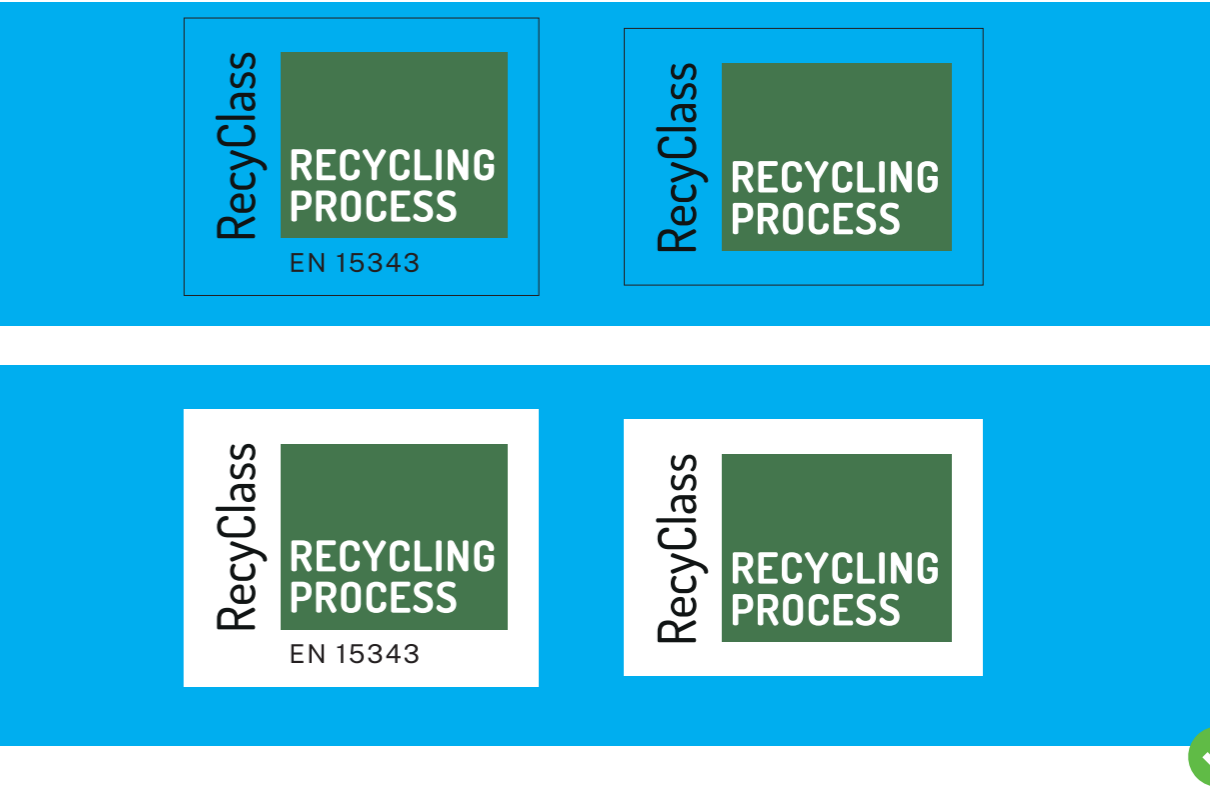 RecyClass
RECYCLING
PROCESS
EN 15343
RecyClass
RECYCLING
PROCESS
RecyClass
RECYCLING
PROCESS
EN 15343
RecyClass
RECYCLING
PROCESS